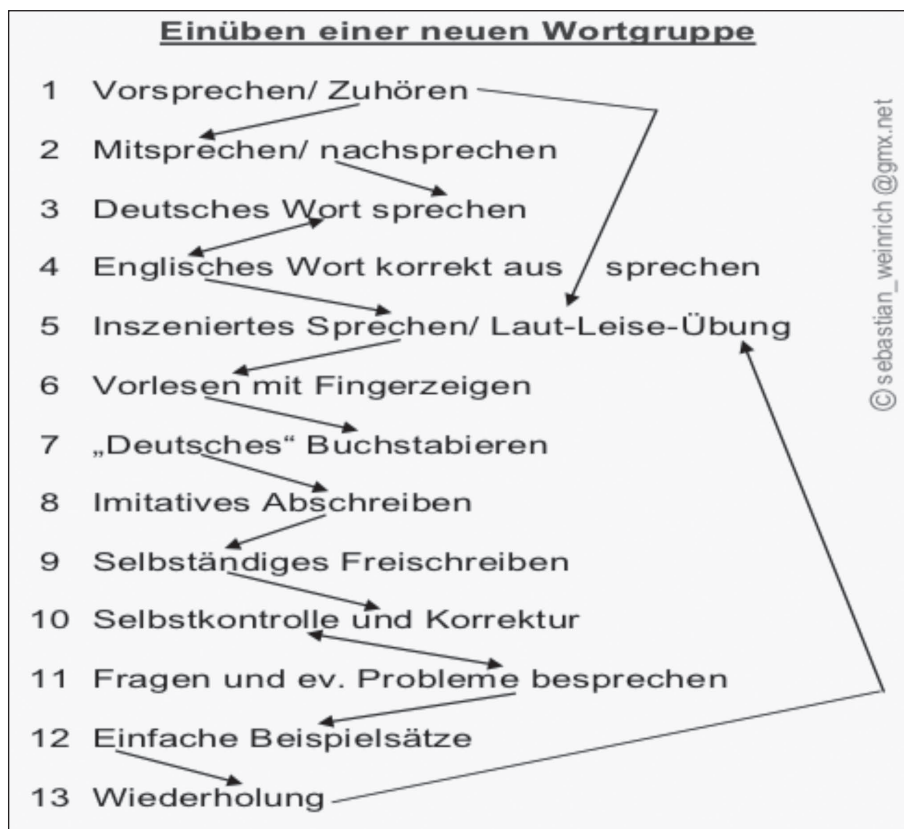 Einüben einer neuen Wortgruppe
1 Vorsprechen/ Zuhören
2 Mitsprechen/ nachsprechen
3 Deutsches Wort sprechen
4 Englisches Wort korrekt aus sprechen
5 Inszeniertes Sprechen/ Laut-Leise-Übung
6 Vorlesen mit Fingerzeigen
7 „Deutsches“ Buchstabieren
8 Imitatives Abschreiben
9 Selbständiges Freischreiben
10 Selbstkontrolle und Korrektur
11 Fragen und ev. Probleme besprechen
12 Einfache Beispielsätze
13 Wiederholung
© sebastian_weinrich @gmx.net